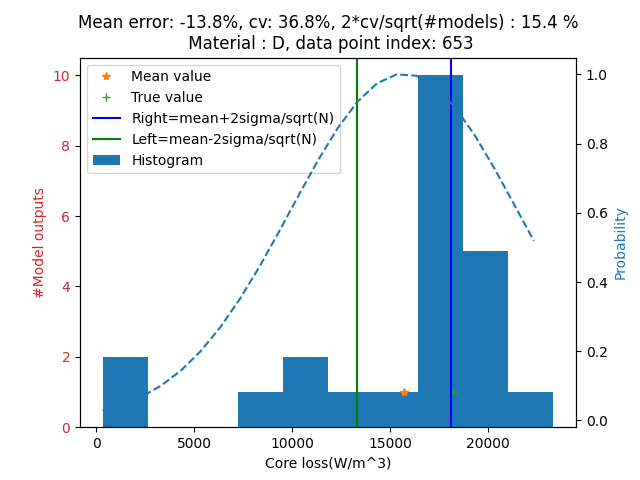 Mean error: -13.8%, cv: 36.8%, 2*cv/sqrt(#models) : 15.4 %
Material : D, data point index: 653
Mean value
True value
Right=mean+2sigma/sqrt(N)
Left=mean-2sigma/sqrt(N)
Histogram
10
8
6
4
2
0
#Model outputs
1.0
0.8
0.6
0.4
0.2
0.0
Probability
0
5000
10000
15000
20000
Core loss(W/m^3)